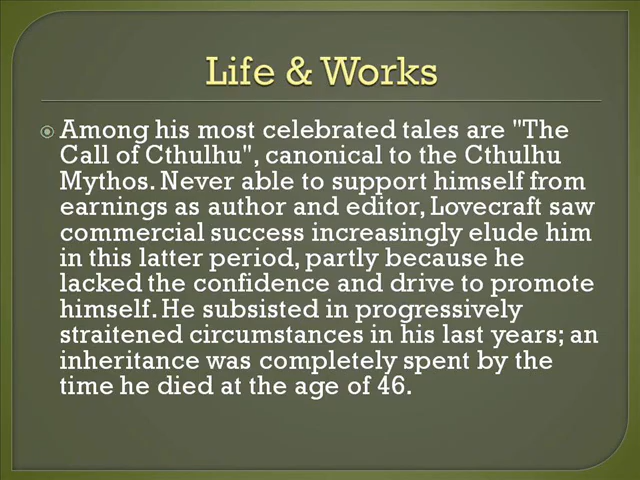 Life & Works
Among his most celebrated tales are "The
Call of Cthulhu", canonical to the Cthulhu
Mythos. Never able to support himself from
earnings as author and editor, Lovecraft saw
commercial success increasingly elude him
in this latter period, partly because he
lacked the confidence and drive to promote
himself. He subsisted in progressively
straitened circumstances in his last years; an
inheritance was completely spent by the
time he died at the age of 46.